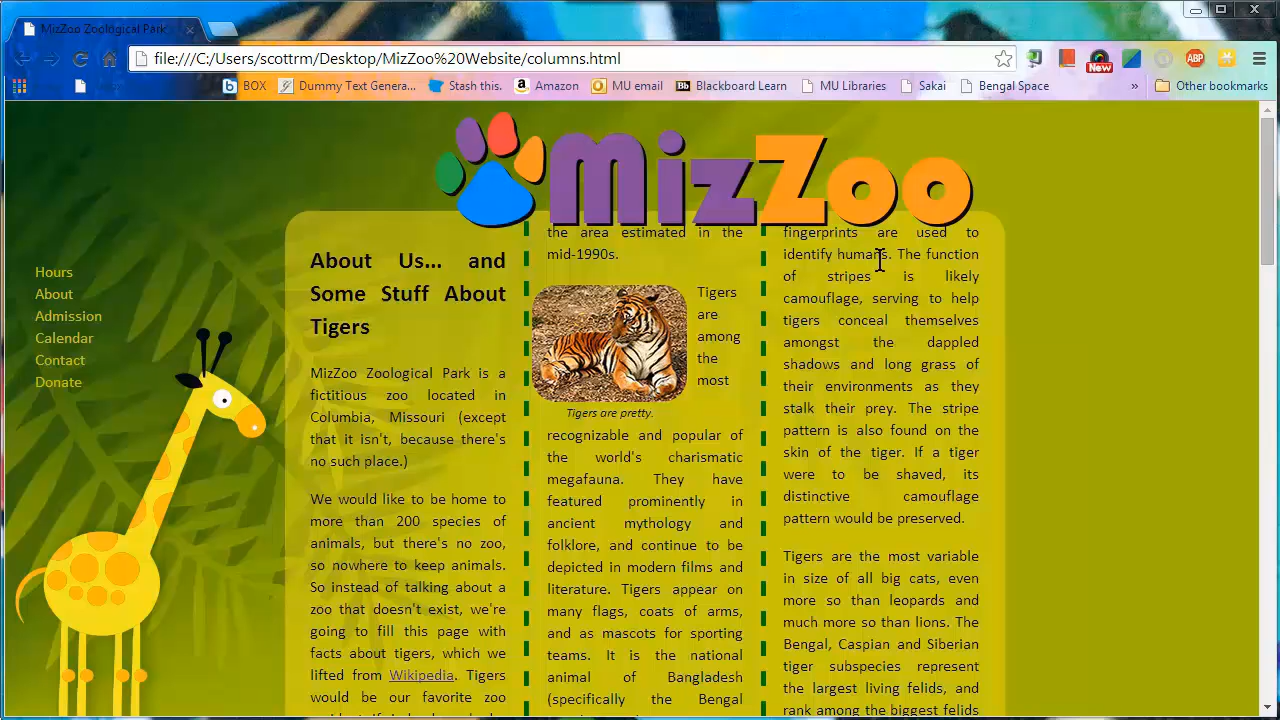 MizZoo Zoological Park
file:///C:/Users/scottrm/Desktop/MizZoo%20Website/columns.html
New
ABP
BOX
Dummy Text Genera...
Stash this.
Amazon
MU email
Bb Blackboard Learn
MU Libraries
Sakai
Bengal Space
»
Other bookmarks
MizZoo
Hours
About
Admission
Calendar
Contact
Donate
About Us... and
Some Stuff About
Tigers
MizZoo Zoological Park is a
fictitious zoo located in
Columbia, Missouri (except
that it isn't, because there's
no such place.)
We would like to be home to
more than 200 species of
animals, but there's no zoo,
so nowhere to keep animals.
So instead of talking about a
zoo that doesn't exist, we're
going to fill this page with
facts about tigers, which we
lifted from Wikipedia. Tigers
would be our favorite zoo
the area estimated in the
mid-1990s.
Tigers
are
among
the
most
Tigers are pretty.
recognizable and popular of
the world's charismatic
megafauna. They have
featured prominently in
ancient mythology and
folklore, and continue to be
depicted in modern films and
literature. Tigers appear on
many flags, coats of arms,
and as mascots for sporting
teams. It is the national
animal of Bangladesh
(specifically the Bengal
fingerprints are used to
identify humans. The function
of stripes is likely
camouflage, serving to help
tigers conceal themselves
amongst the dappled
shadows and long grass of
their environments as they
stalk their prey. The stripe
pattern is also found on the
skin of the tiger. If a tiger
were to be shaved, its
distinctive camouflage
pattern would be preserved.
Tigers are the most variable
in size of all big cats, even
more so than leopards and
much more so than lions. The
Bengal, Caspian and Siberian
tiger subspecies represent
the largest living felids, and
rank among the biggest felids